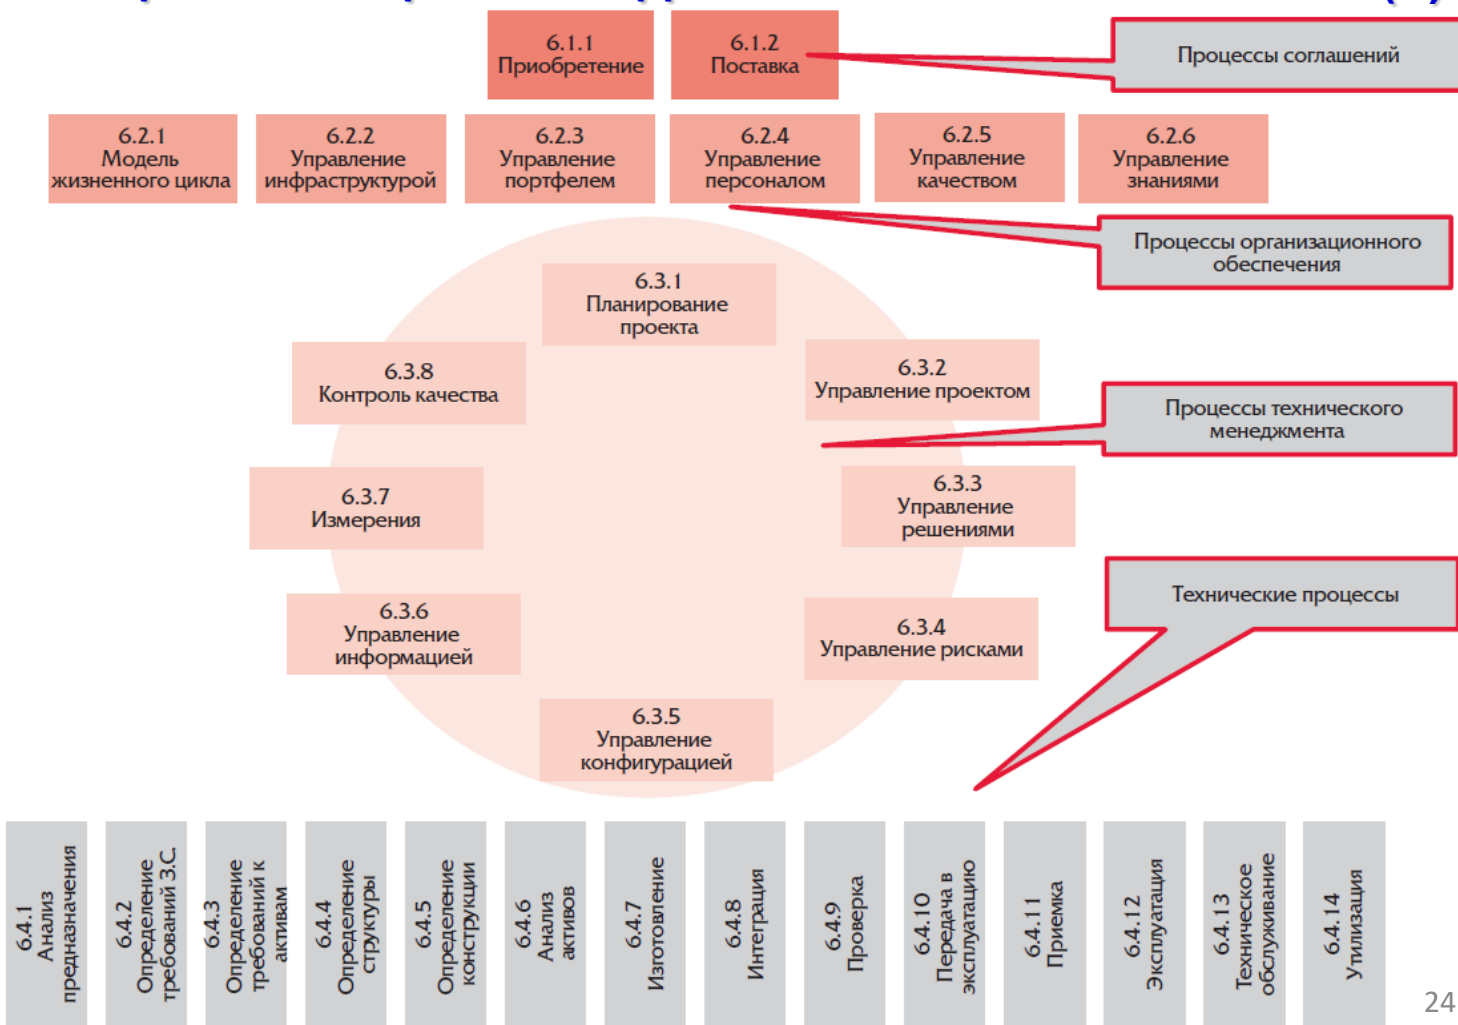 6.1.1
Приобретение
6.1.2
Поставка
Процессы соглашений
6.2.1
Модель
жизненного цикла
6.2.2
Управление
инфраструктурой
6.2.3
Управление
портфелем
6.2.4
Управление
персоналом
6.2.5
Управление
качеством
6.2.6
Управление
знаниями
Процессы организационного
обеспечения
6.3.1
Планирование
проекта
6.3.8
Контроль качества
6.3.2
Управление проектом
Процессы технического
менеджмента
6.3.7
Измерения
6.3.3
Управление
решениями
6.3.6
Управление
информацией
6.3.4
Управление рисками
Технические процессы
6.3.5
Управление
конфигурацией
6.4.1
Анализ
предназначения
6.4.2
Определение
требований З.С.
6.4.3
Определение
требований к
активам
6.4.4
Определение
структуры
6.4.5
Определение
конструкции
6.4.6
Анализ
активов
6.4.7
Изготовление
6.4.8
Интеграция
6.4.9
Проверка
6.4.10
Передача в
эксплуатацию
6.4.11
Приемка
6.4.12
Эксплуатация
6.4.13
Техническое
обслуживание
6.4.14
Утилизация
24